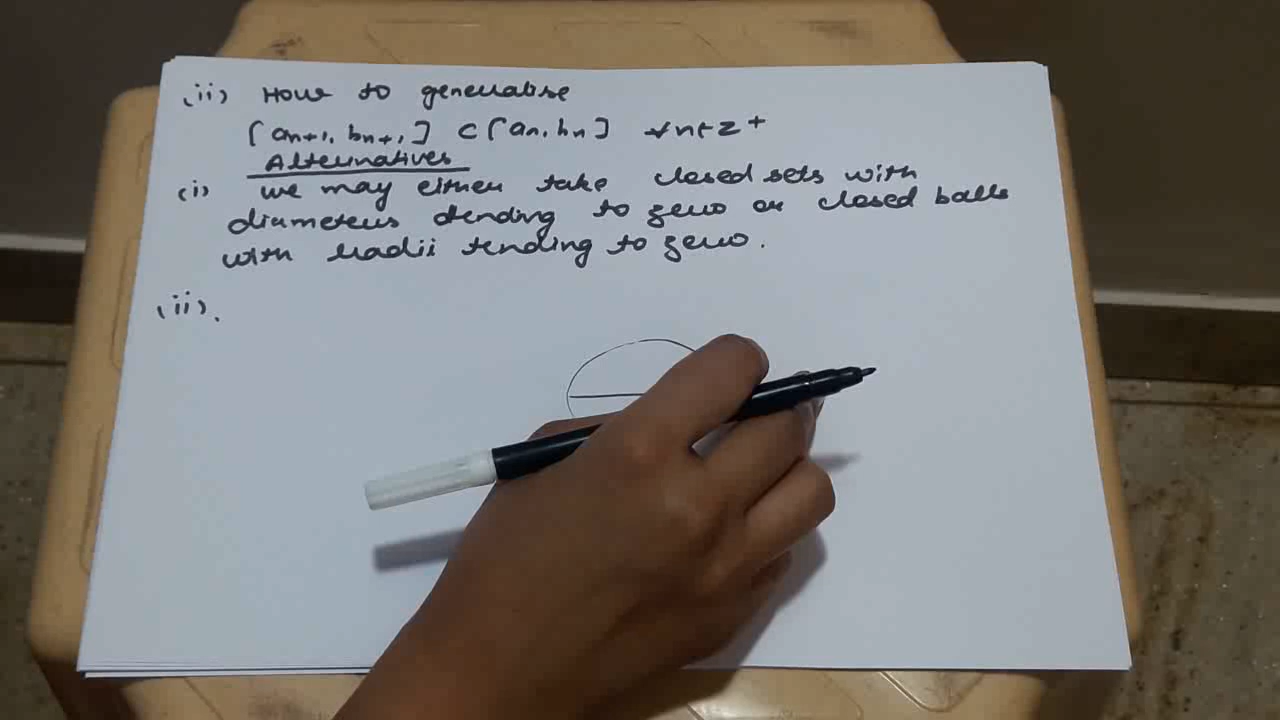 (ii) How to generalise
[an+1, bn+1] ⊂ [an, bn] ∀n∈Z+
Alternatives
(i) we may either take closed sets with
diameters tending to zero or closed balls
with radii tending to zero.
(ii).